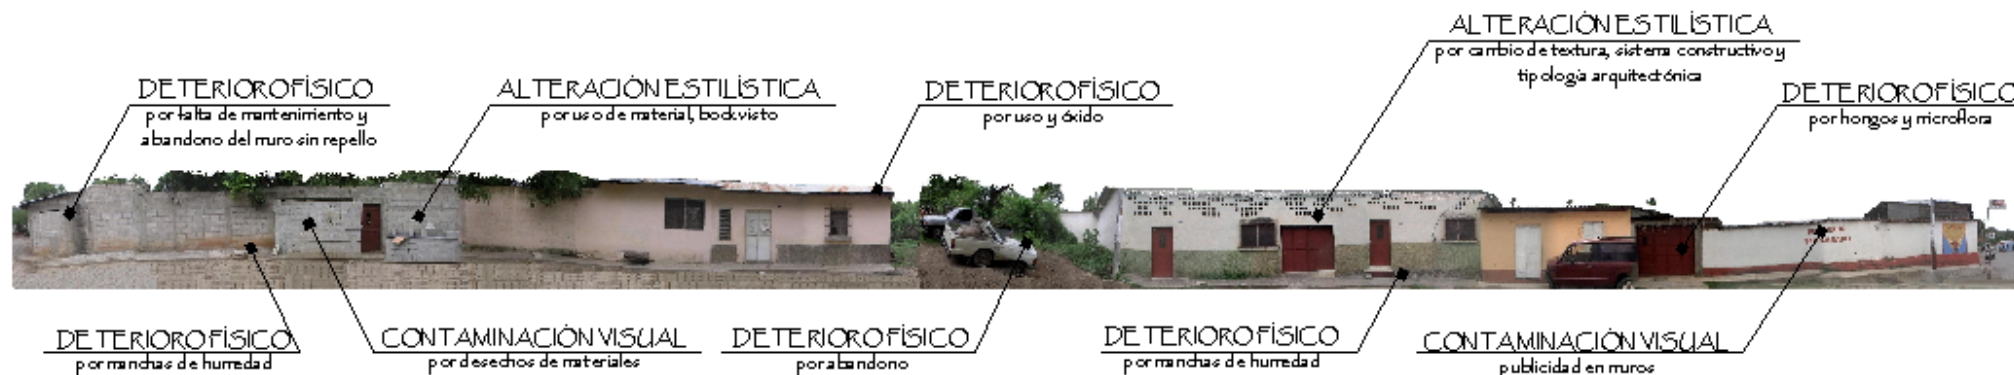 ALTERACIÓN ESTILÍSTICA
por cambio de textura, sistema constructivo y
tipología arquitectónica
DETERIORO FÍSICO
por falta de mantenimiento y
abandono del muro sin repello
ALTERACIÓN ESTILÍSTICA
por uso de material, bockvisto
DETERIORO FÍSICO
por uso y óxido
DETERIORO FÍSICO
por hongos y microflora
DETERIORO FÍSICO
por manchas de humedad
CONTAMINACIÓN VISUAL
por desechos de materiales
DETERIORO FÍSICO
por abandono
DETERIORO FÍSICO
por manchas de humedad
CONTAMINACIÓN VISUAL
publicidad en muros